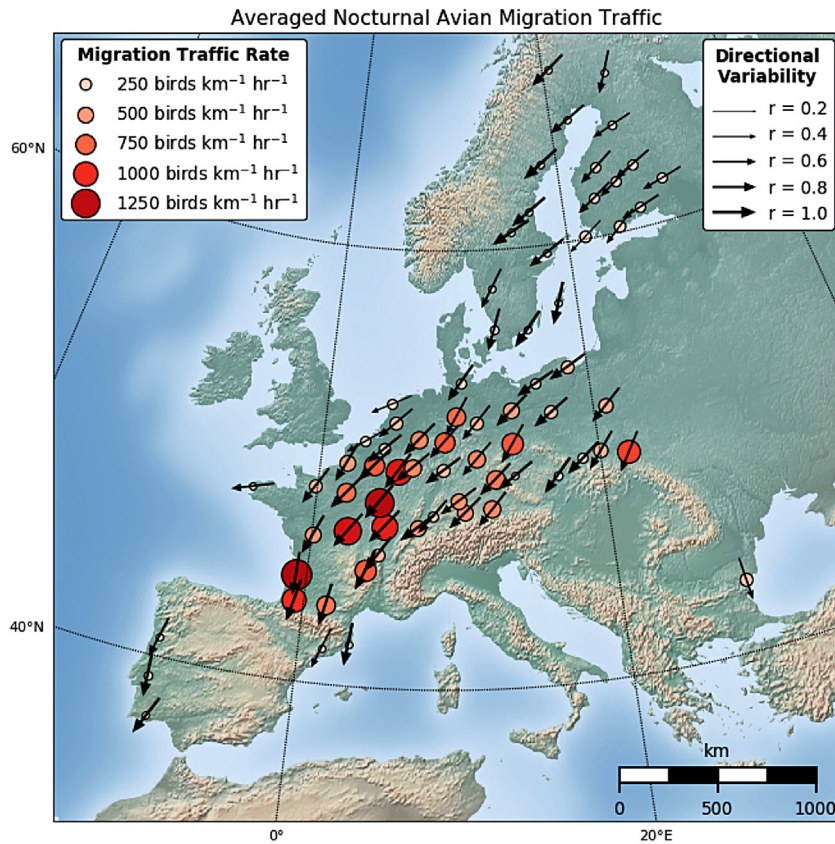 Averaged Nocturnal Avian Migration Traffic
Migration Traffic Rate
250 birds km⁻¹ hr⁻¹
500 birds km⁻¹ hr⁻¹
750 birds km⁻¹ hr⁻¹
1000 birds km⁻¹ hr⁻¹
1250 birds km⁻¹ hr⁻¹
Directional
Variability
r = 0.2
r = 0.4
r = 0.6
r = 0.8
r = 1.0
60°N
40°N
km
0 500 1000
0° 20°E